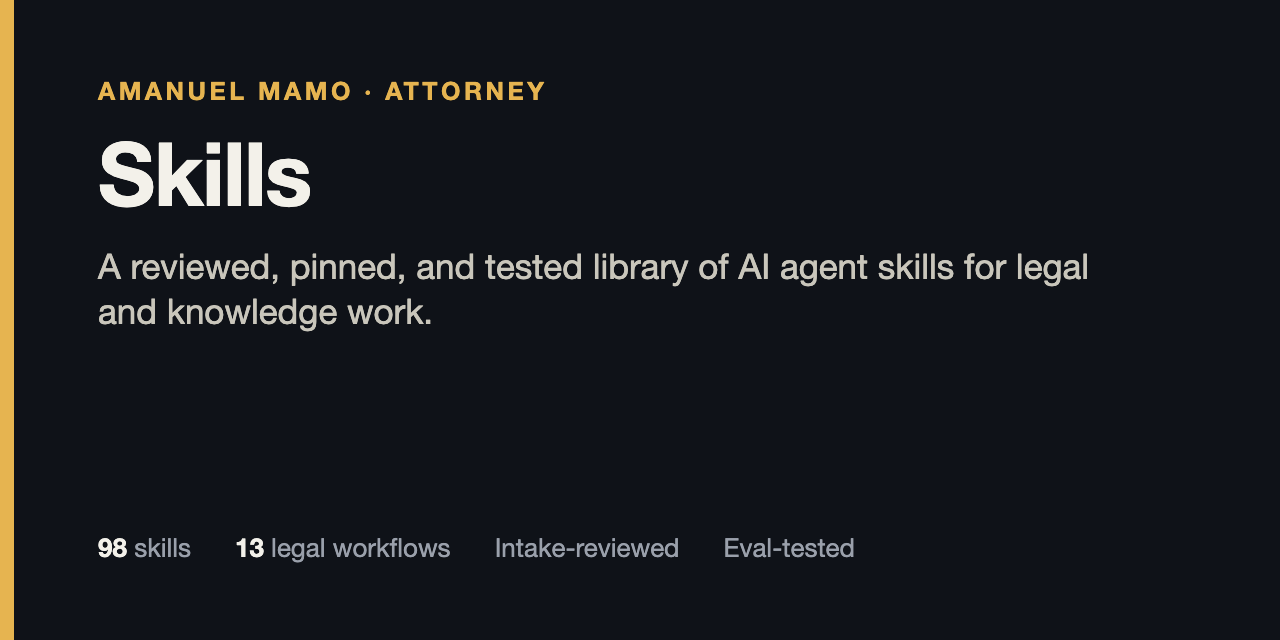 AMANUEL MAMO · ATTORNEY
Skills
A reviewed, pinned, and tested library of AI agent skills for legal
and knowledge work.
98 skills 13 legal workflows Intake-reviewed Eval-tested